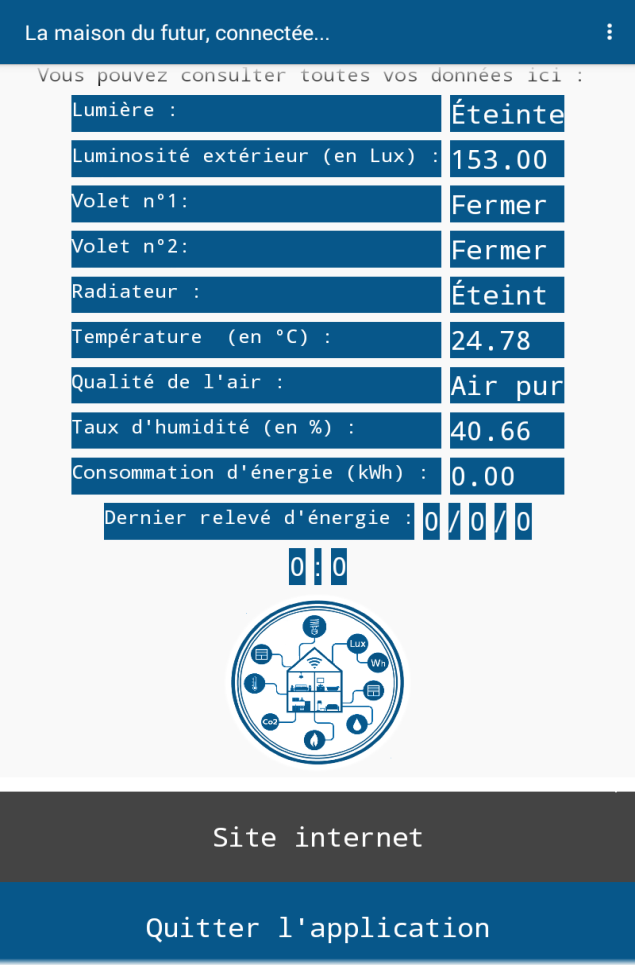 La maison du futur, connectée...
Vous pouvez consulter toutes vos données ici :
Lumière : Éteinte
Luminosité extérieur (en Lux) : 153.00
Volet n°1: Fermer
Volet n°2: Fermer
Radiateur : Éteint
Température  (en °C) : 24.78
Qualité de l'air : Air pur
Taux d'humidité (en %) : 40.66
Consommation d'énergie (kWh) : 0.00
Dernier relevé d'énergie : 0/0/0
0:0
Lux
Wh
Co2
Site internet
Quitter l'application